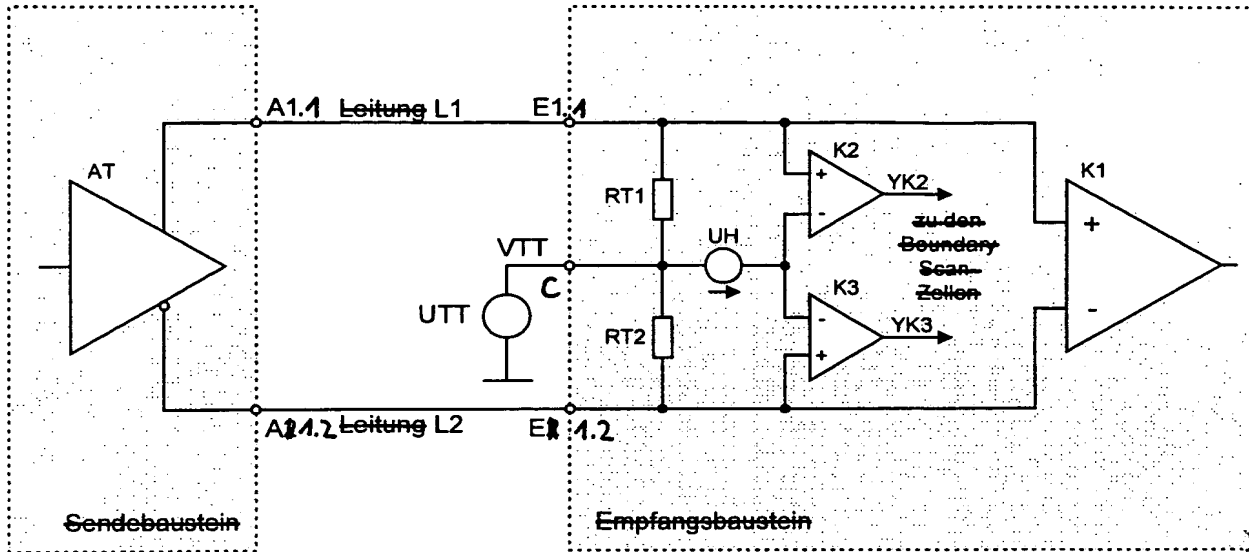 A1.1 Leitung L1 E1.1
AT
K2
K1
+
YK2
RT1
-
+
zu den
Boundary
Scan-
Zellen
UH
VTT
C
K3
UTT
-
RT2
YK3
+
-
A1.2 Leitung L2 E1.2
Sendebaustein
Empfangsbaustein